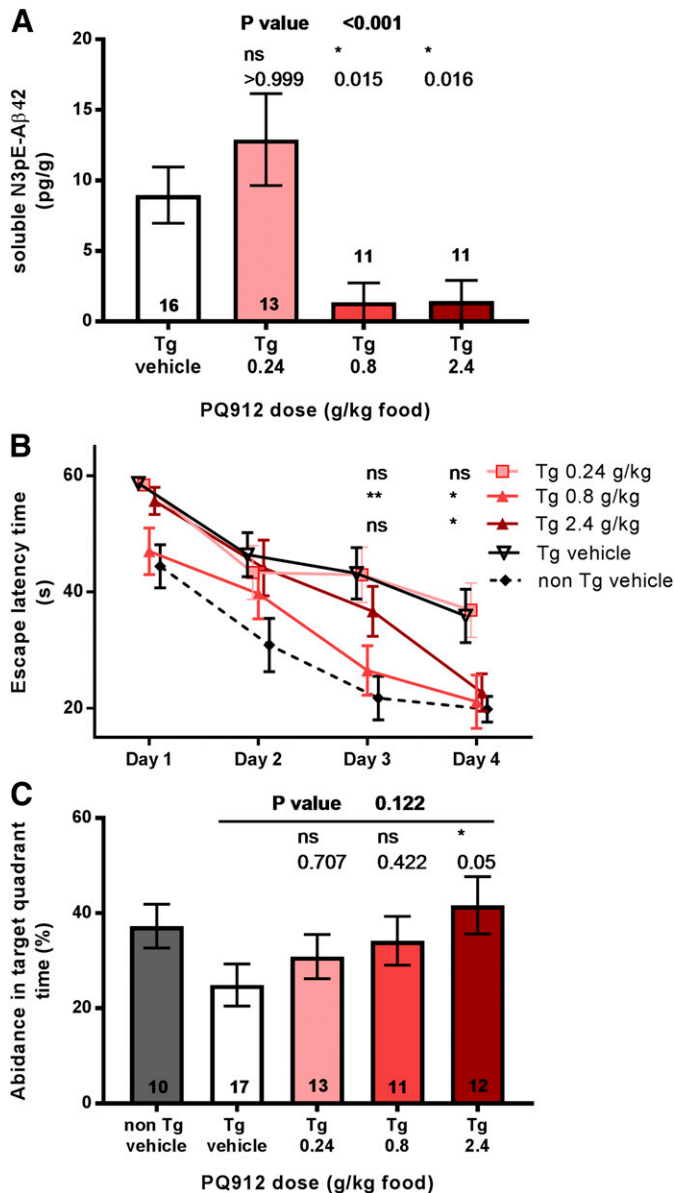 A
P value <0.001
ns * *
>0.999 0.015 0.016
soluble N3pE-Aβ42
(pg/g)
20
15
10
5
0
16 13 11 11
Tg Tg Tg Tg
vehicle 0.24 0.8 2.4
PQ912 dose (g/kg food)
B
Escape latency time
(s)
60
40
20
ns ns
** *
ns *
Tg 0.24 g/kg
Tg 0.8 g/kg
Tg 2.4 g/kg
Tg vehicle
non Tg vehicle
Day 1 Day 2 Day 3 Day 4
C
P value 0.122
ns ns *
0.707 0.422 0.05
Abidance in target quadrant
time (%)
60
40
20
0
10 17 13 11 12
non Tg Tg Tg Tg Tg
vehicle vehicle 0.24 0.8 2.4
PQ912 dose (g/kg food)